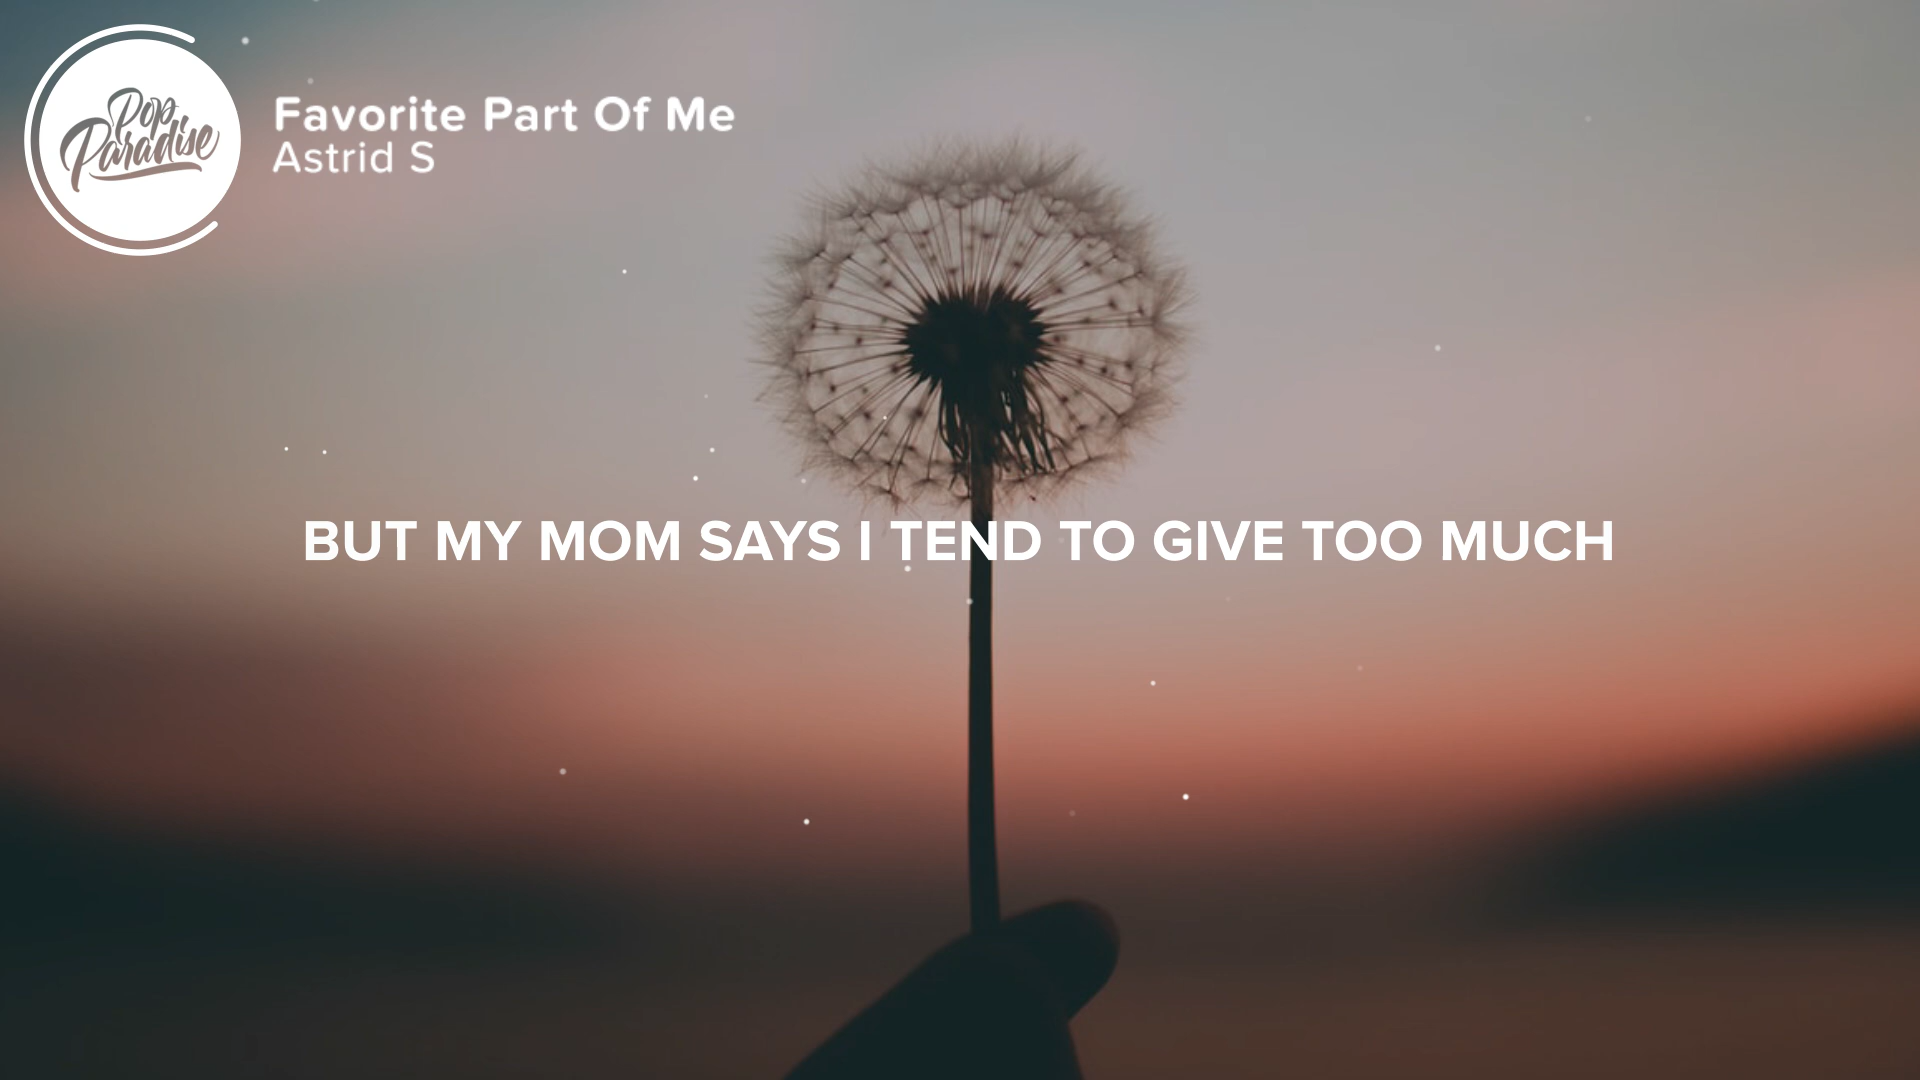 Pop
Paradise
Favorite Part Of Me
Astrid S
BUT MY MOM SAYS I TEND TO GIVE TOO MUCH